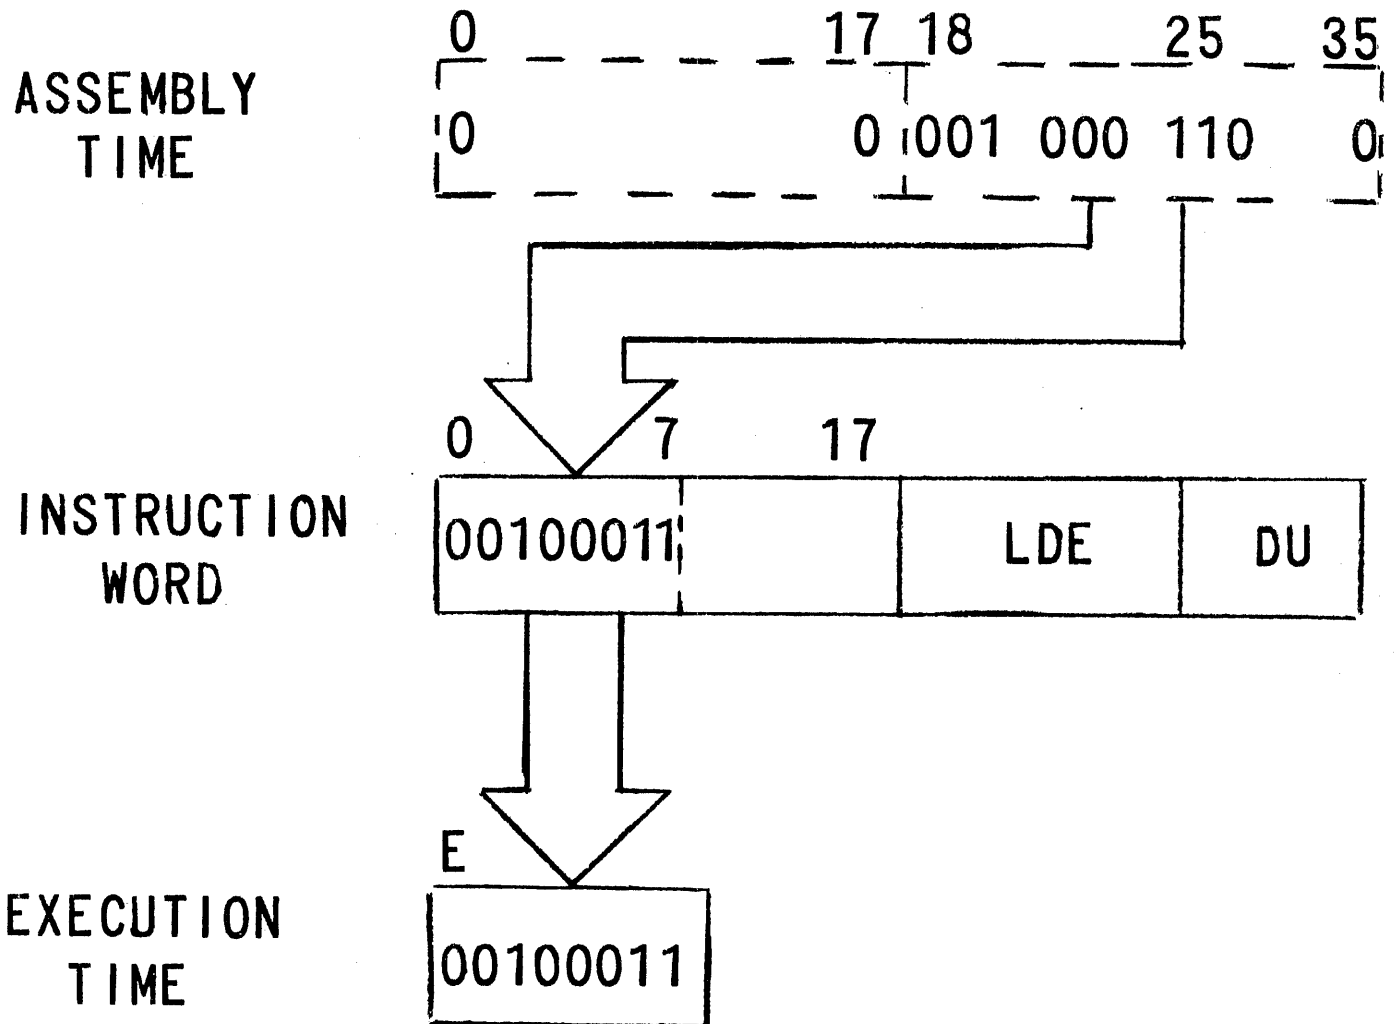 0 17 18 25 35
ASSEMBLY
TIME
0 0 001 000 110 0
0 7 17
INSTRUCTION
WORD
00100011 LDE DU
E
EXECUTION
TIME
00100011